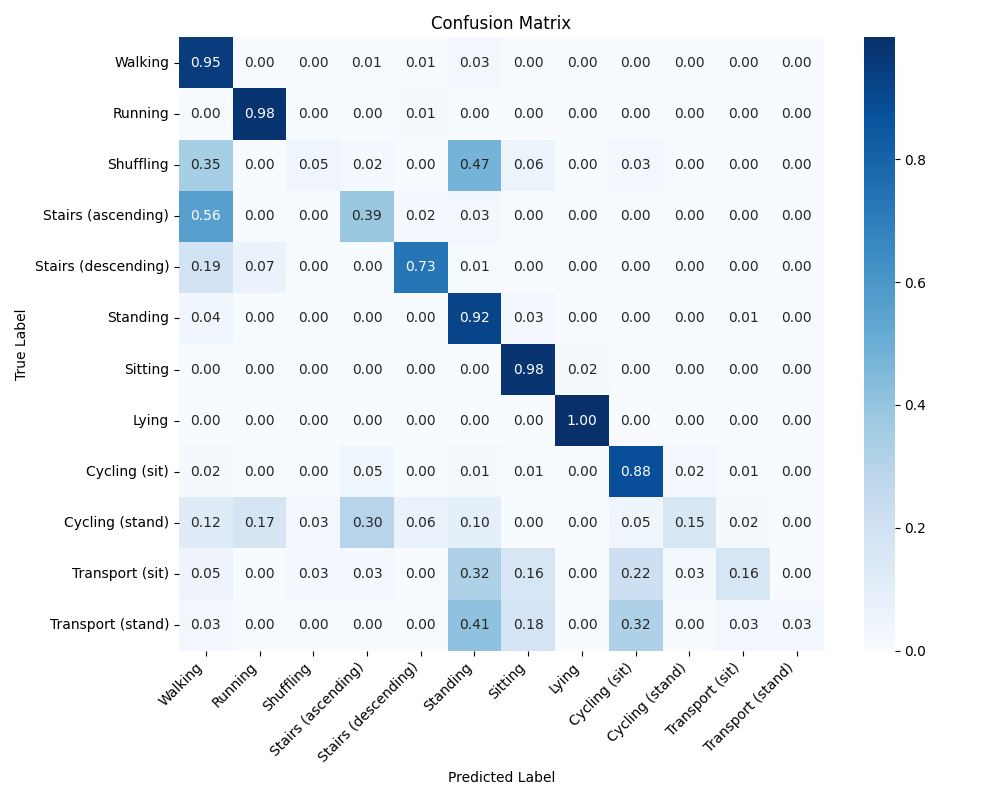 Confusion Matrix
Walking 0.95 0.00 0.00 0.01 0.01 0.03 0.00 0.00 0.00 0.00 0.00 0.00
Running 0.00 0.98 0.00 0.00 0.01 0.00 0.00 0.00 0.00 0.00 0.00 0.00
Shuffling 0.35 0.00 0.05 0.02 0.00 0.47 0.06 0.00 0.03 0.00 0.00 0.00
Stairs (ascending) 0.56 0.00 0.00 0.39 0.02 0.03 0.00 0.00 0.00 0.00 0.00 0.00
Stairs (descending) 0.19 0.07 0.00 0.00 0.73 0.01 0.00 0.00 0.00 0.00 0.00 0.00
Standing 0.04 0.00 0.00 0.00 0.00 0.92 0.03 0.00 0.00 0.00 0.01 0.00
Sitting 0.00 0.00 0.00 0.00 0.00 0.00 0.98 0.02 0.00 0.00 0.00 0.00
Lying 0.00 0.00 0.00 0.00 0.00 0.00 0.00 1.00 0.00 0.00 0.00 0.00
Cycling (sit) 0.02 0.00 0.00 0.05 0.00 0.01 0.01 0.00 0.88 0.02 0.01 0.00
Cycling (stand) 0.12 0.17 0.03 0.30 0.06 0.10 0.00 0.00 0.05 0.15 0.02 0.00
Transport (sit) 0.05 0.00 0.03 0.03 0.00 0.32 0.16 0.00 0.22 0.03 0.16 0.00
Transport (stand) 0.03 0.00 0.00 0.00 0.00 0.41 0.18 0.00 0.32 0.00 0.03 0.03
True Label
Walking
Running
Shuffling
Stairs (ascending)
Stairs (descending)
Standing
Sitting
Lying
Cycling (sit)
Cycling (stand)
Transport (sit)
Transport (stand)
Predicted Label
0.8
0.6
0.4
0.2
0.0